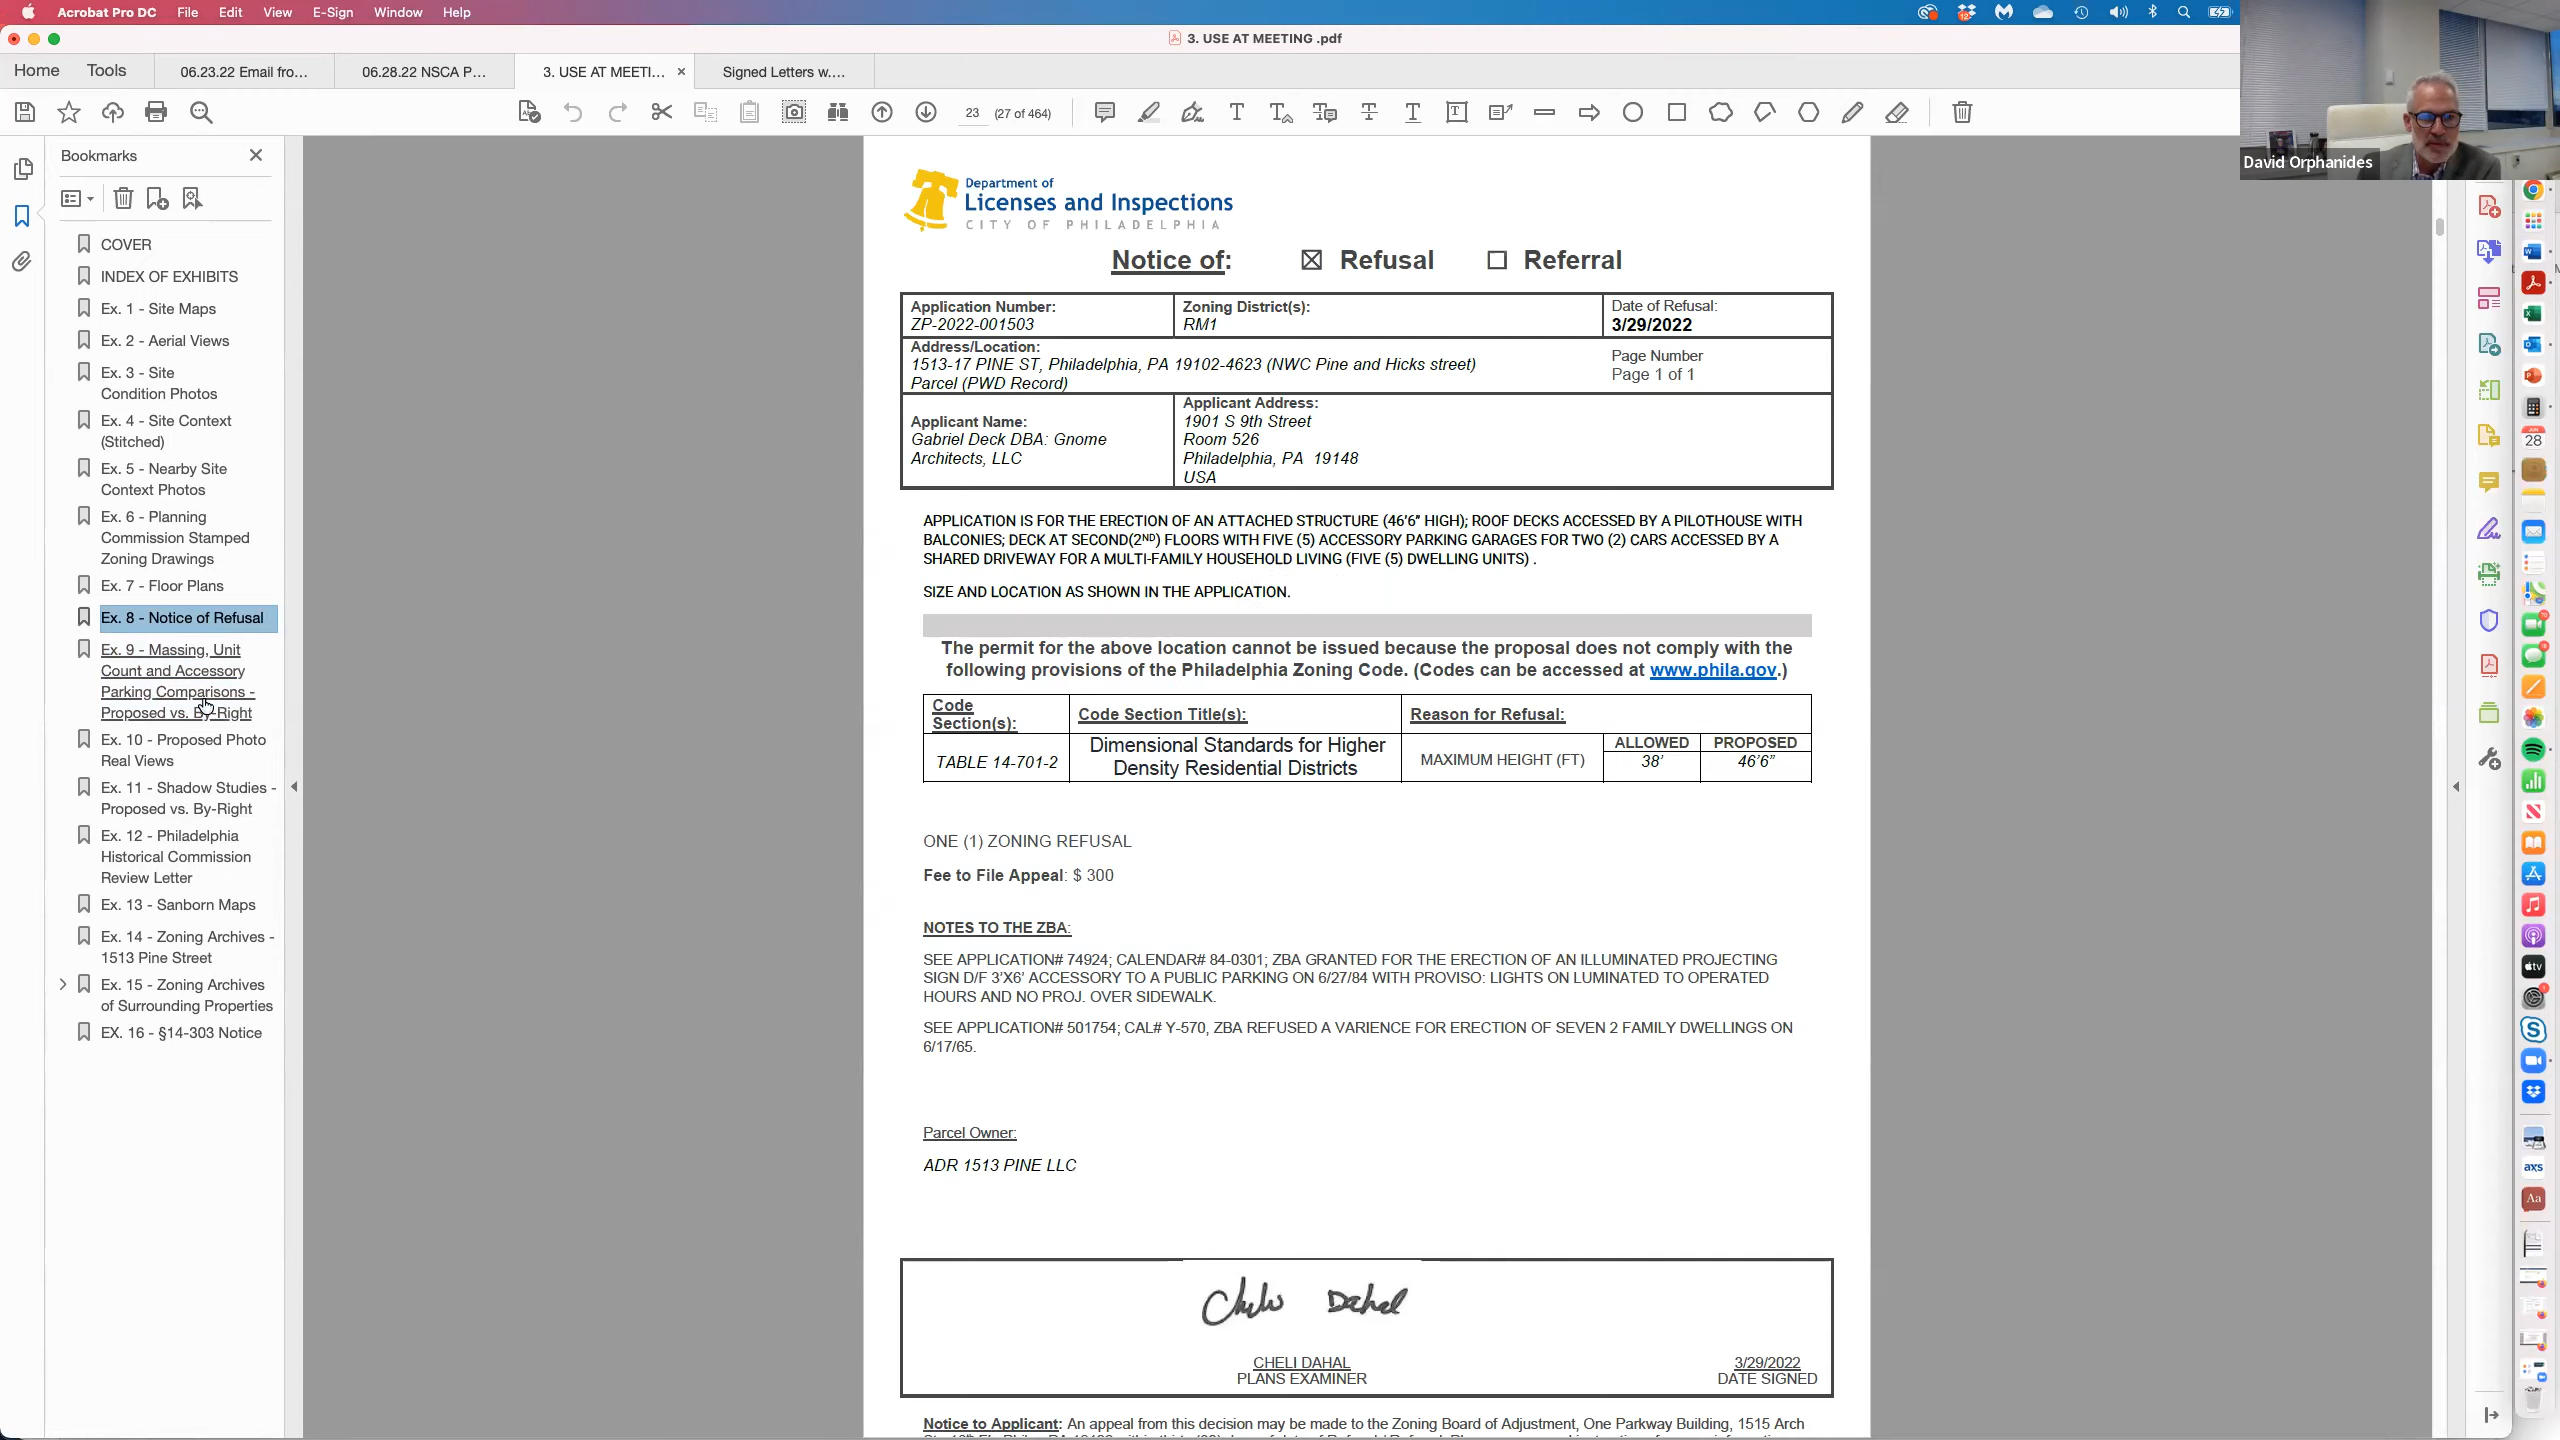 Acrobat Pro DC File Edit View E-Sign Window Help
3. USE AT MEETING .pdf
Home Tools 06.23.22 Email fro... 06.28.22 NSCA P... 3. USE AT MEETI... × Signed Letters w....
23 (27 of 464)
David Orphanides
Bookmarks
COVER
INDEX OF EXHIBITS
Ex. 1 - Site Maps
Ex. 2 - Aerial Views
Ex. 3 - Site
Condition Photos
Ex. 4 - Site Context
(Stitched)
Ex. 5 - Nearby Site
Context Photos
Ex. 6 - Planning
Commission Stamped
Zoning Drawings
Ex. 7 - Floor Plans
Ex. 8 - Notice of Refusal
Ex. 9 - Massing, Unit
Count and Accessory
Parking Comparisons -
Proposed vs. By-Right
Ex. 10 - Proposed Photo
Real Views
Ex. 11 - Shadow Studies -
Proposed vs. By-Right
Ex. 12 - Philadelphia
Historical Commission
Review Letter
Ex. 13 - Sanborn Maps
Ex. 14 - Zoning Archives -
1513 Pine Street
Ex. 15 - Zoning Archives
of Surrounding Properties
EX. 16 - §14-303 Notice
Department of
Licenses and Inspections
CITY OF PHILADELPHIA
Notice of: ☒ Refusal ☐ Referral
Application Number:
ZP-2022-001503
Zoning District(s):
RM1
Date of Refusal:
3/29/2022
Address/Location:
1513-17 PINE ST, Philadelphia, PA 19102-4623 (NWC Pine and Hicks street)
Parcel (PWD Record)
Page Number
Page 1 of 1
Applicant Name:
Gabriel Deck DBA: Gnome
Architects, LLC
Applicant Address:
1901 S 9th Street
Room 526
Philadelphia, PA 19148
USA
APPLICATION IS FOR THE ERECTION OF AN ATTACHED STRUCTURE (46'6” HIGH); ROOF DECKS ACCESSED BY A PILOTHOUSE WITH
BALCONIES; DECK AT SECOND(2ND) FLOORS WITH FIVE (5) ACCESSORY PARKING GARAGES FOR TWO (2) CARS ACCESSED BY A
SHARED DRIVEWAY FOR A MULTI-FAMILY HOUSEHOLD LIVING (FIVE (5) DWELLING UNITS) .
SIZE AND LOCATION AS SHOWN IN THE APPLICATION.
The permit for the above location cannot be issued because the proposal does not comply with the
following provisions of the Philadelphia Zoning Code. (Codes can be accessed at www.phila.gov.)
Code
Section(s):
Code Section Title(s):
Reason for Refusal:
TABLE 14-701-2
Dimensional Standards for Higher
Density Residential Districts
MAXIMUM HEIGHT (FT)
ALLOWED PROPOSED
38’ 46’6”
ONE (1) ZONING REFUSAL
Fee to File Appeal: $ 300
NOTES TO THE ZBA:
SEE APPLICATION# 74924; CALENDAR# 84-0301; ZBA GRANTED FOR THE ERECTION OF AN ILLUMINATED PROJECTING
SIGN D/F 3’X6’ ACCESSORY TO A PUBLIC PARKING ON 6/27/84 WITH PROVISO: LIGHTS ON LUMINATED TO OPERATED
HOURS AND NO PROJ. OVER SIDEWALK.
SEE APPLICATION# 501754; CAL# Y-570, ZBA REFUSED A VARIENCE FOR ERECTION OF SEVEN 2 FAMILY DWELLINGS ON
6/17/65.
Parcel Owner:
ADR 1513 PINE LLC
Cheli Dahal
CHELI DAHAL
PLANS EXAMINER
3/29/2022
DATE SIGNED
Notice to Applicant: An appeal from this decision may be made to the Zoning Board of Adjustment, One Parkway Building, 1515 Arch